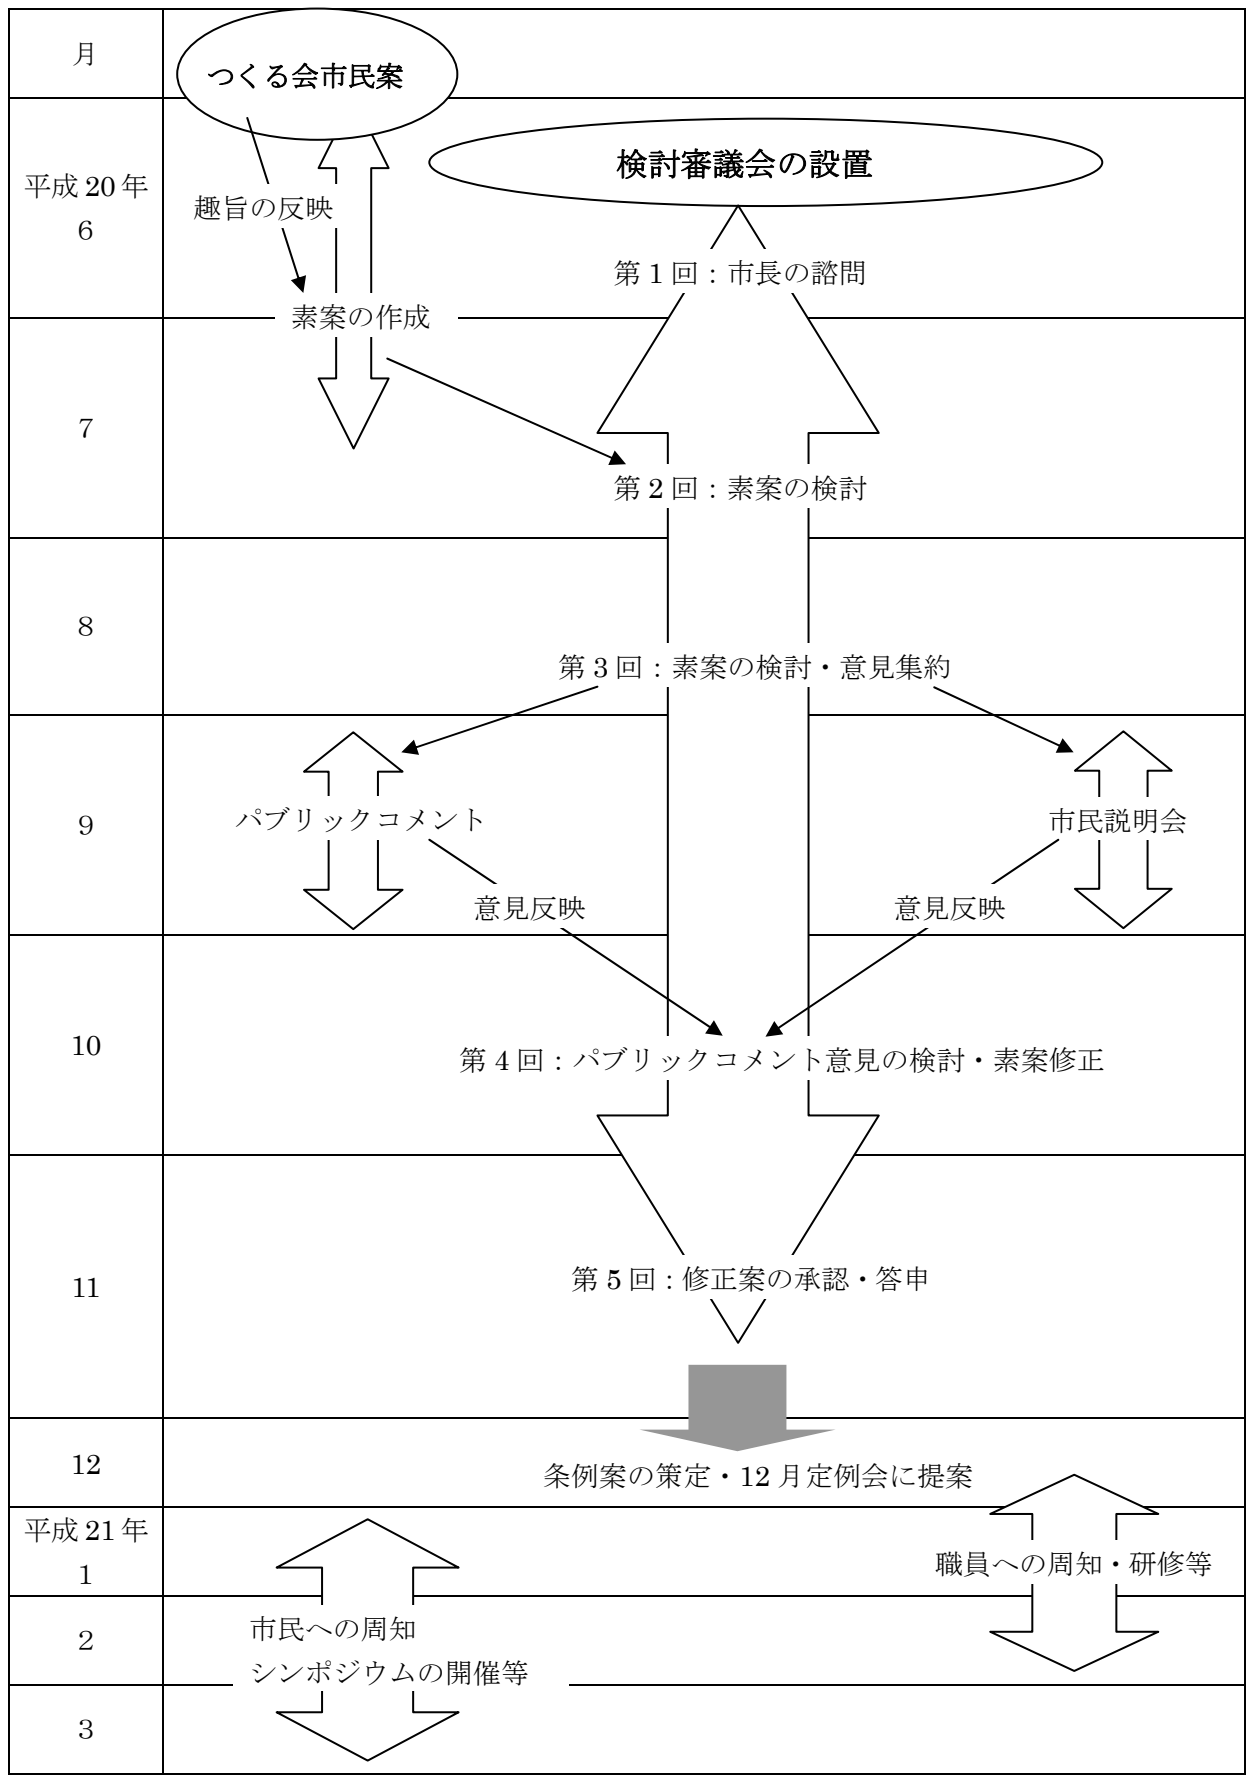 月
つくる会市民案
平成20年
6
検討審議会の設置
趣旨の反映
第1回：市長の諮問
素案の作成
7
第2回：素案の検討
8
第3回：素案の検討・意見集約
9
パブリックコメント
市民説明会
意見反映
意見反映
10
第4回：パブリックコメント意見の検討・素案修正
11
第5回：修正案の承認・答申
12
条例案の策定・12月定例会に提案
平成21年
1
職員への周知・研修等
2
市民への周知
シンポジウムの開催等
3